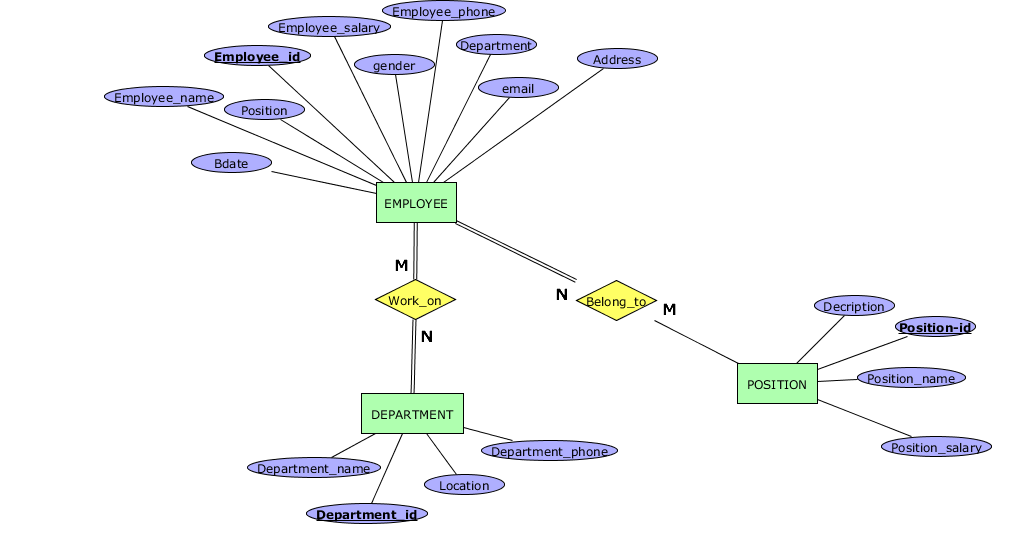 Employee_phone
Employee_salary
Department
Employee_id
gender
Address
email
Employee_name
Position
Bdate
EMPLOYEE
M
Work_on
N
Belong_to
M
N
Decription
Position-id
Position_name
POSITION
Position_salary
DEPARTMENT
Department_phone
Department_name
Location
Department_id